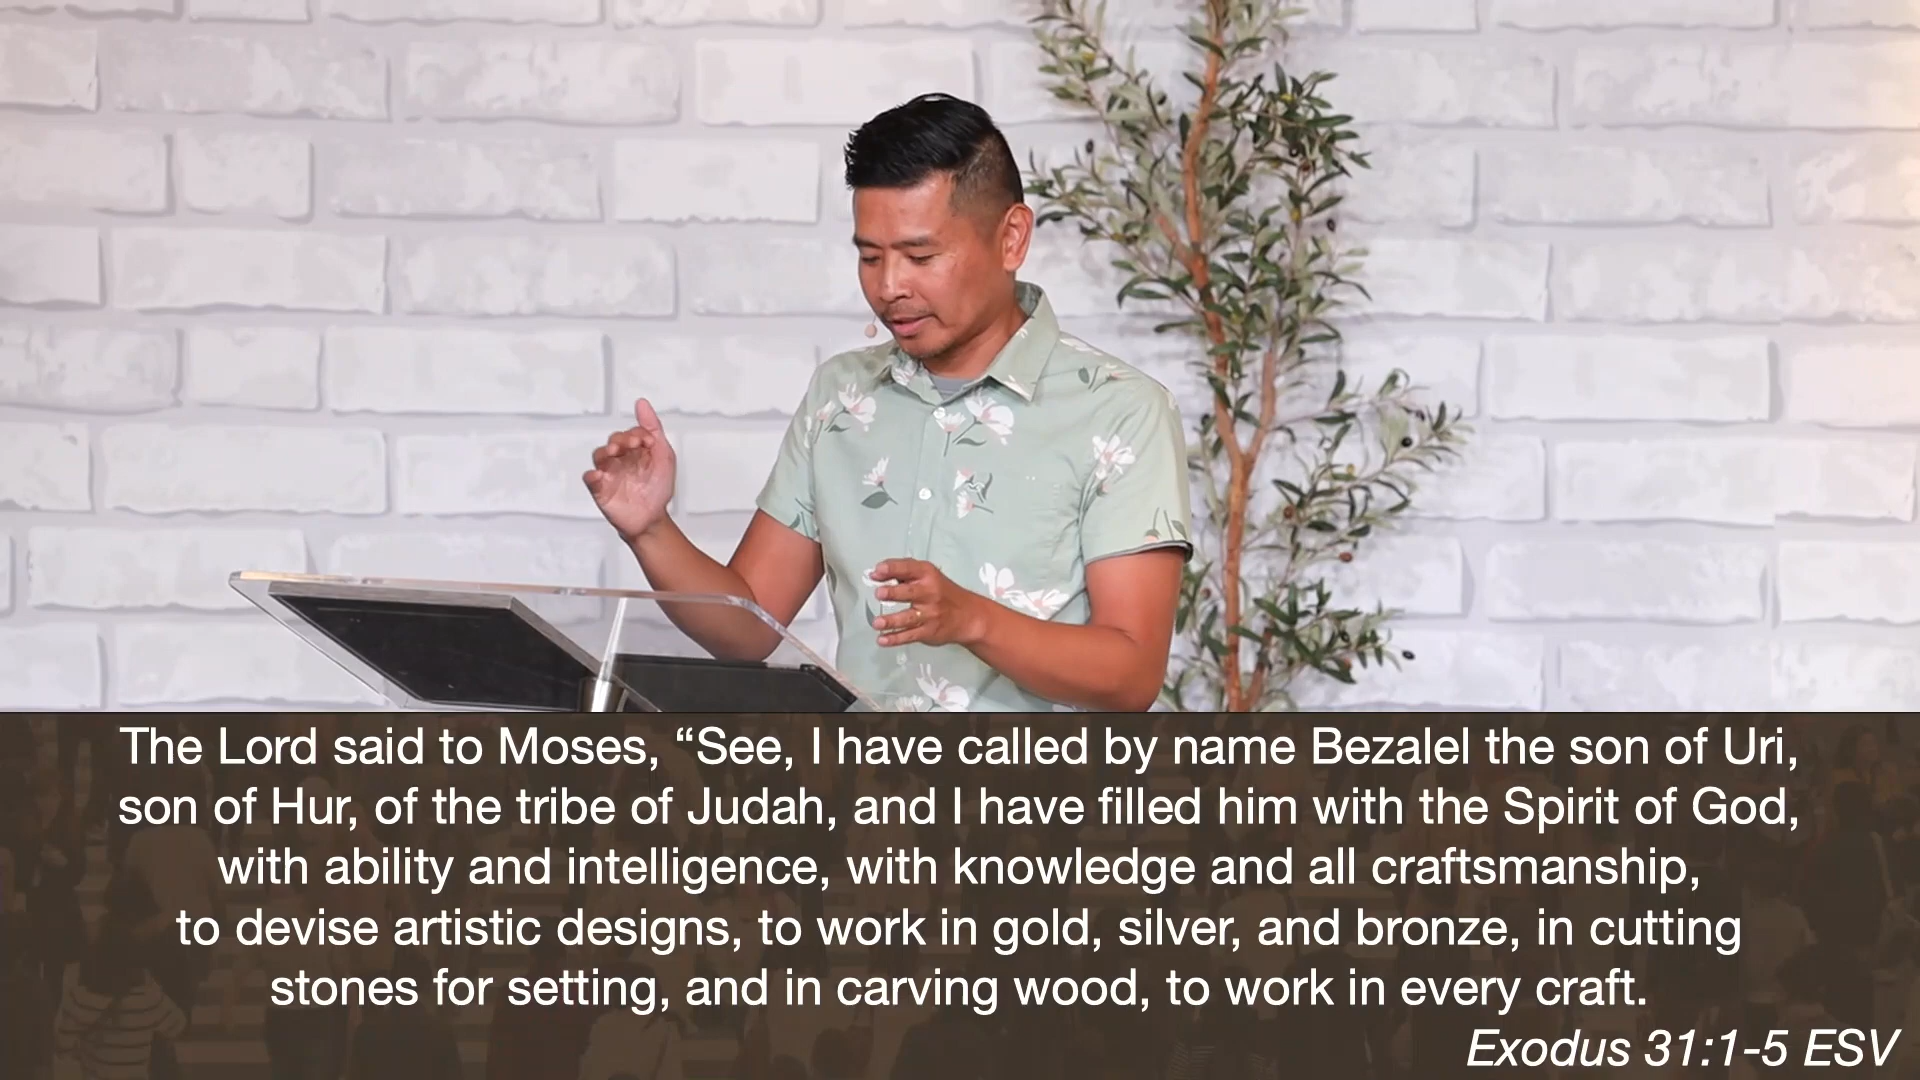 The Lord said to Moses, “See, I have called by name Bezalel the son of Uri,
son of Hur, of the tribe of Judah, and I have filled him with the Spirit of God,
with ability and intelligence, with knowledge and all craftsmanship,
to devise artistic designs, to work in gold, silver, and bronze, in cutting
stones for setting, and in carving wood, to work in every craft.
Exodus 31:1-5 ESV